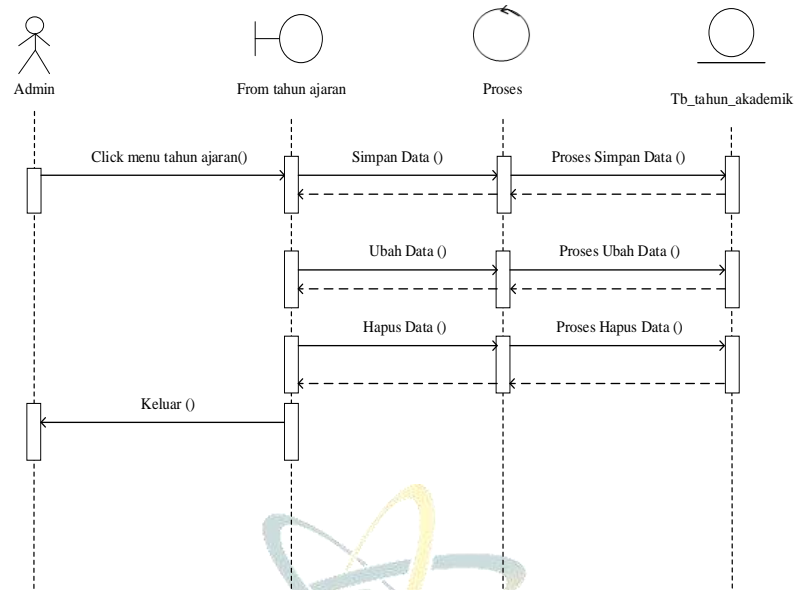 Admin
From tahun ajaran
Proses
Tb_tahun_akademik
Click menu tahun ajaran()
Simpan Data ()
Proses Simpan Data ()
Ubah Data ()
Proses Ubah Data ()
Hapus Data ()
Proses Hapus Data ()
Keluar ()